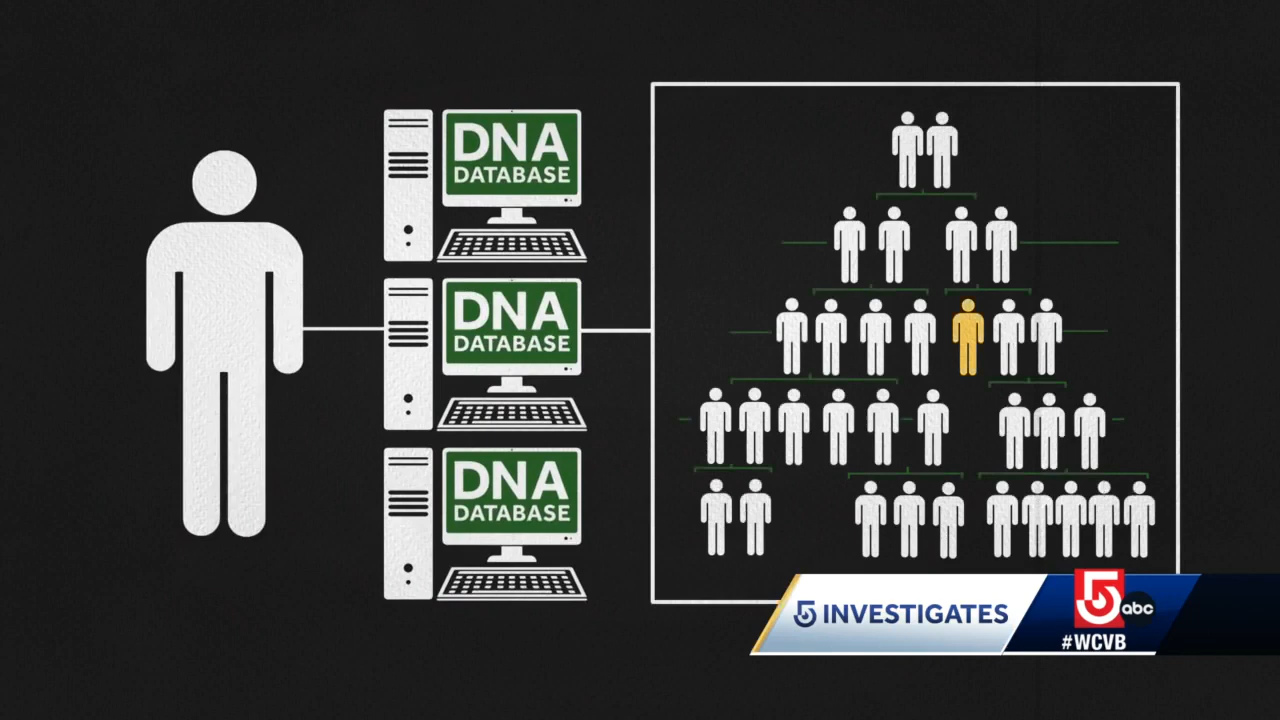 DNA
DATABASE
DNA
DATABASE
DNA
DATABASE
5 INVESTIGATES
5 abc
#WCVB